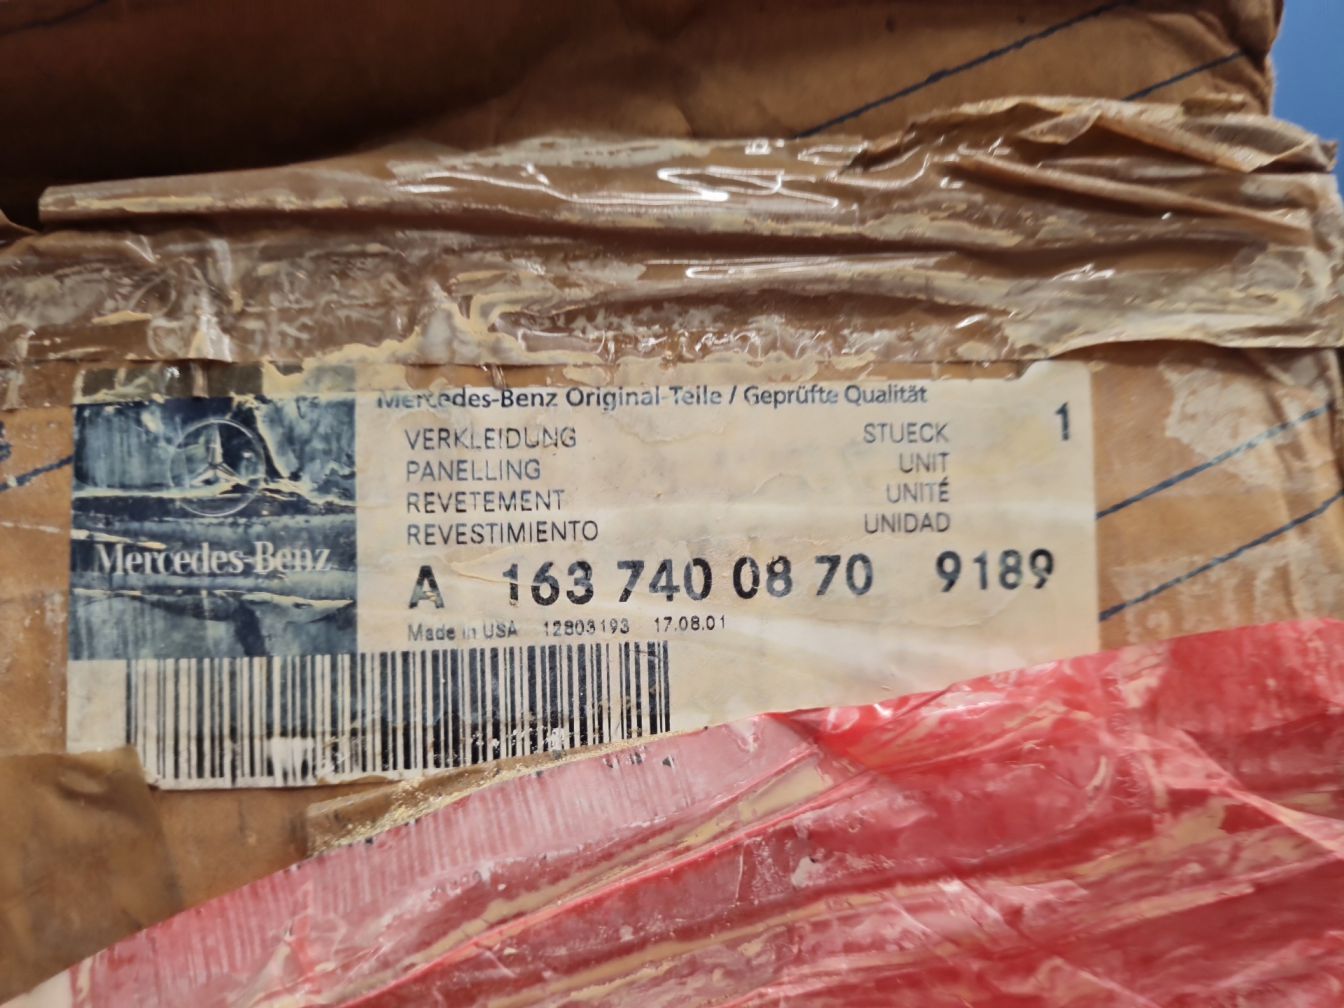 Mercedes-Benz Original-Teile / Geprüfte Qualität
VERKLEIDUNG STUECK 1
PANELLING UNIT
REVETEMENT UNITÉ
REVESTIMIENTO UNIDAD
Mercedes-Benz
A 163 740 08 70 9189
Made in USA 12803193 17.08.01